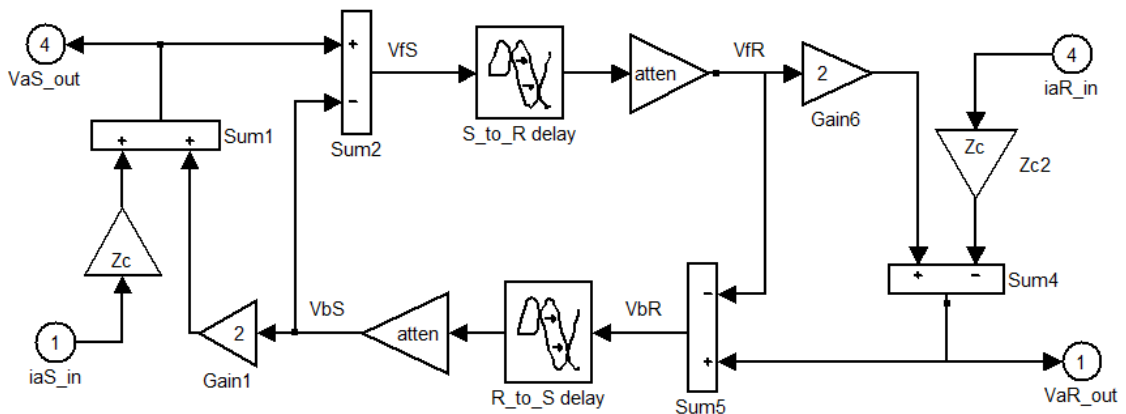 4
VaS_out
+
−
VfS
Sum2
S_to_R delay
atten
VfR
2
Gain6
4
iaR_in
Zc
Zc2
+ +
Sum1
Zc
1
iaS_in
2
Gain1
VbS
atten
R_to_S delay
VbR
−
+
Sum5
+ −
Sum4
1
VaR_out